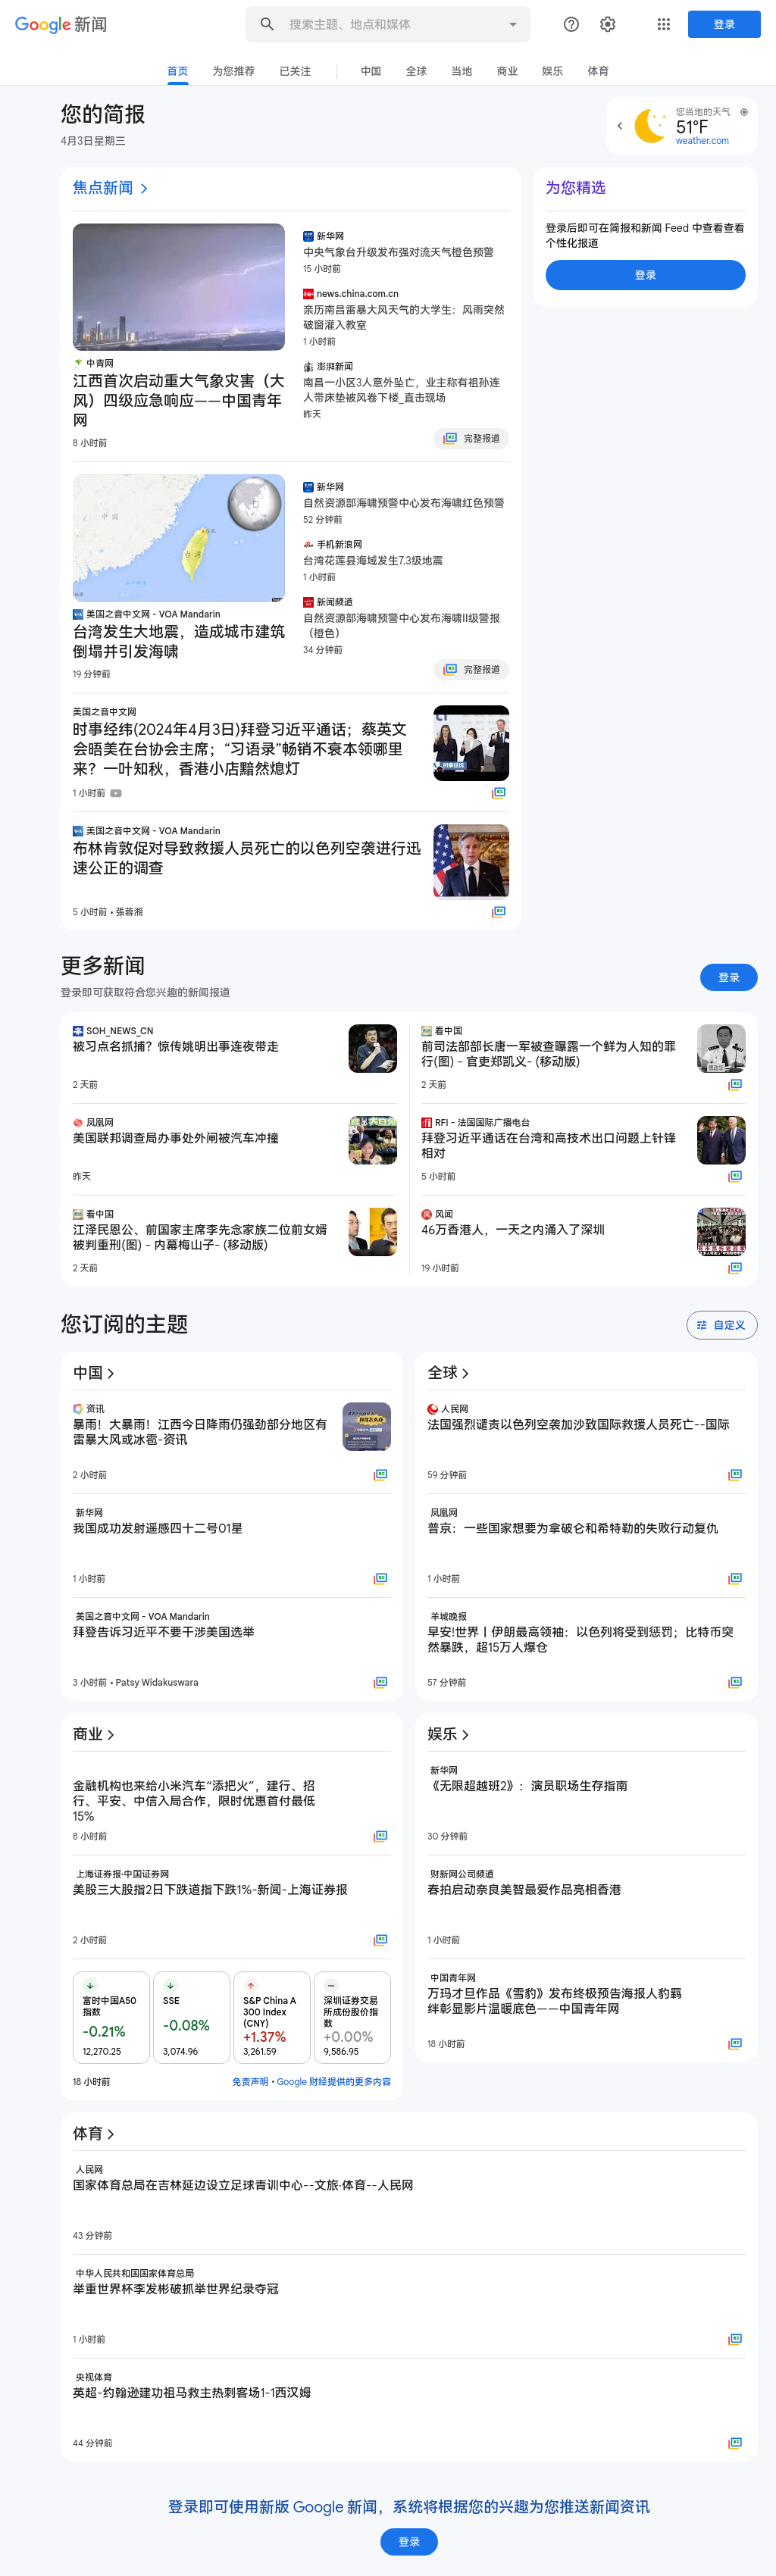 Google 新闻
搜索主题、地点和媒体
登录
首页
为您推荐
已关注
中国
全球
当地
商业
娱乐
体育
您的简报
4月3日星期三
您当地的天气
51°F
weather.com
焦点新闻
中青网
江西首次启动重大气象灾害（大
风）四级应急响应——中国青年
网
8 小时前
新华网
中央气象台升级发布强对流天气橙色预警
15 小时前
news.china.com.cn
亲历南昌雷暴大风天气的大学生：风雨突然
破窗灌入教室
1 小时前
澎湃新闻
南昌一小区3人意外坠亡，业主称有祖孙连
人带床垫被风卷下楼_直击现场
昨天
完整报道
为您精选
登录后即可在简报和新闻 Feed 中查看查看
个性化报道
登录
中 国
台 湾
美国之音中文网 - VOA Mandarin
台湾发生大地震，造成城市建筑
倒塌并引发海啸
19 分钟前
新华网
自然资源部海啸预警中心发布海啸红色预警
52 分钟前
手机新浪网
台湾花莲县海域发生7.3级地震
1 小时前
新闻频道
自然资源部海啸预警中心发布海啸II级警报
（橙色）
34 分钟前
完整报道
美国之音中文网
时事经纬(2024年4月3日)拜登习近平通话；蔡英文
会晤美在台协会主席；“习语录”畅销不衰本领哪里
来？一叶知秋，香港小店黯然熄灯
1 小时前
美国之音中文网 - VOA Mandarin
布林肯敦促对导致救援人员死亡的以色列空袭进行迅
速公正的调查
5 小时前 • 張蓉湘
更多新闻
登录即可获取符合您兴趣的新闻报道
登录
SOH_NEWS_CN
被习点名抓捕？惊传姚明出事连夜带走
2 天前
凤凰网
美国联邦调查局办事处外闸被汽车冲撞
昨天
看中国
江泽民恩公、前国家主席李先念家族二位前女婿
被判重刑(图) - 内幕梅山子- (移动版)
2 天前
看中国
前司法部部长唐一军被查曝露一个鲜为人知的罪
行(图) - 官吏郑凯义- (移动版)
2 天前
RFI - 法国国际广播电台
拜登习近平通话在台湾和高技术出口问题上针锋
相对
5 小时前
风闻
46万香港人，一天之内涌入了深圳
19 小时前
您订阅的主题
自定义
中国
资讯
暴雨！大暴雨！江西今日降雨仍强劲部分地区有
雷暴大风或冰雹-资讯
2 小时前
新华网
我国成功发射遥感四十二号01星
1 小时前
美国之音中文网 - VOA Mandarin
拜登告诉习近平不要干涉美国选举
3 小时前 • Patsy Widakuswara
全球
人民网
法国强烈谴责以色列空袭加沙致国际救援人员死亡--国际
59 分钟前
凤凰网
普京：一些国家想要为拿破仑和希特勒的失败行动复仇
1 小时前
羊城晚报
早安!世界丨伊朗最高领袖：以色列将受到惩罚；比特币突
然暴跌，超15万人爆仓
57 分钟前
商业
金融机构也来给小米汽车“添把火”，建行、招
行、平安、中信入局合作，限时优惠首付最低
15%
8 小时前
上海证券报·中国证券网
美股三大股指2日下跌道指下跌1%-新闻-上海证券报
2 小时前
富时中国A50
指数
-0.21%
12,270.25
SSE
-0.08%
3,074.96
S&P China A
300 Index
(CNY)
+1.37%
3,261.59
深圳证券交易
所成份股价指
数
+0.00%
9,586.95
18 小时前
免责声明 • Google 财经提供的更多内容
娱乐
新华网
《无限超越班2》：演员职场生存指南
30 分钟前
财新网公司频道
春拍启动奈良美智最爱作品亮相香港
1 小时前
中国青年网
万玛才旦作品《雪豹》发布终极预告海报人豹羁
绊彰显影片温暖底色——中国青年网
18 小时前
体育
人民网
国家体育总局在吉林延边设立足球青训中心--文旅·体育--人民网
43 分钟前
中华人民共和国国家体育总局
举重世界杯李发彬破抓举世界纪录夺冠
1 小时前
央视体育
英超-约翰逊建功祖马救主热刺客场1-1西汉姆
44 分钟前
登录即可使用新版 Google 新闻，系统将根据您的兴趣为您推送新闻资讯
登录